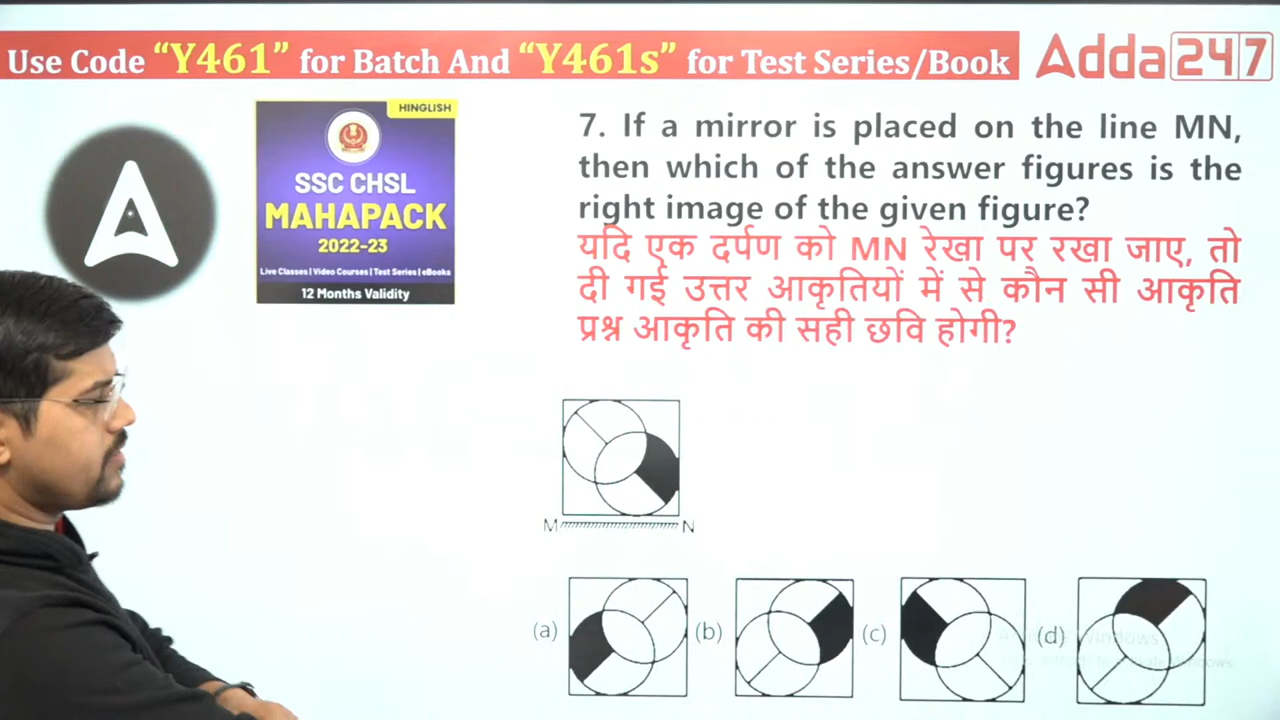 Use Code “Y461” for Batch And “Y461s” for Test Series/Book
Adda 247
HINGLISH
SSC CHSL
MAHAPACK
2022-23
Live Classes | Video Courses | Test Series | eBooks
12 Months Validity
7. If a mirror is placed on the line MN,
then which of the answer figures is the
right image of the given figure?
यदि एक दर्पण को MN रेखा पर रखा जाए, तो
दी गई उत्तर आकृतियों में से कौन सी आकृति
प्रश्न आकृति की सही छवि होगी?
M N
(a) (b) (c) (d)